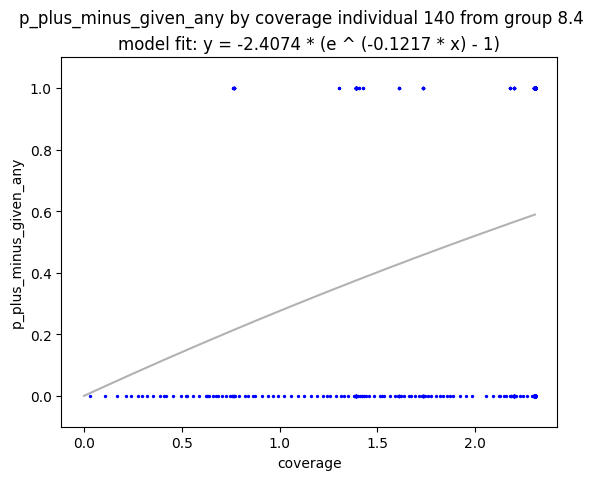 p_plus_minus_given_any by coverage individual 140 from group 8.4
model fit: y = -2.4074 * (e ^ (-0.1217 * x) - 1)
1.0
0.8
0.6
0.4
0.2
0.0
p_plus_minus_given_any
0.0 0.5 1.0 1.5 2.0
coverage